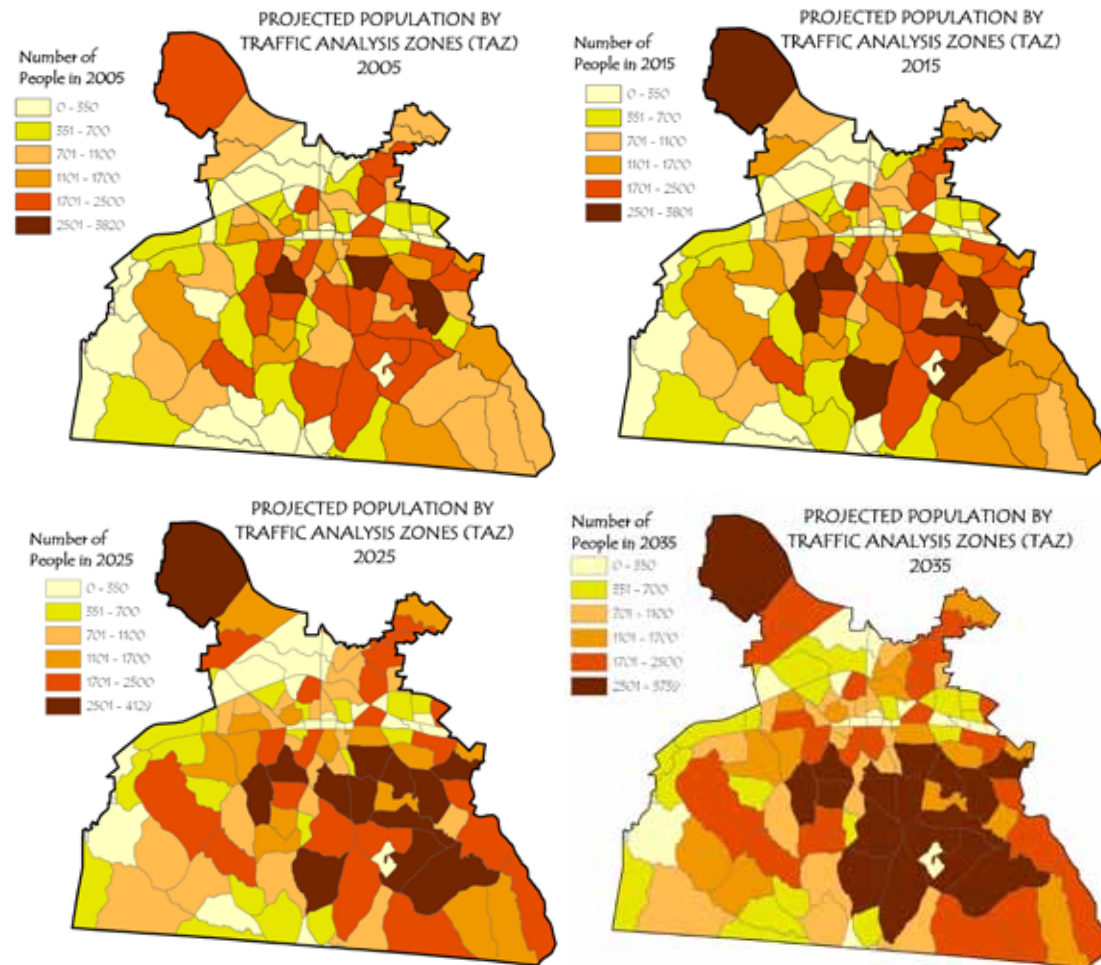 PROJECTED POPULATION BY
TRAFFIC ANALYSIS ZONES (TAZ)
2005
Number of
People in 2005
0 - 350
351 - 700
701 - 1100
1101 - 1700
1701 - 2500
2501 - 3820
PROJECTED POPULATION BY
TRAFFIC ANALYSIS ZONES (TAZ)
2015
Number of
People in 2015
0 - 350
351 - 700
701 - 1100
1101 - 1700
1701 - 2500
2501 - 3801
PROJECTED POPULATION BY
TRAFFIC ANALYSIS ZONES (TAZ)
2025
Number of
People in 2025
0 - 350
351 - 700
701 - 1100
1101 - 1700
1701 - 2500
2501 - 4129
PROJECTED POPULATION BY
TRAFFIC ANALYSIS ZONES (TAZ)
2035
Number of
People in 2035
0 - 350
351 - 700
701 - 1100
1101 - 1700
1701 - 2500